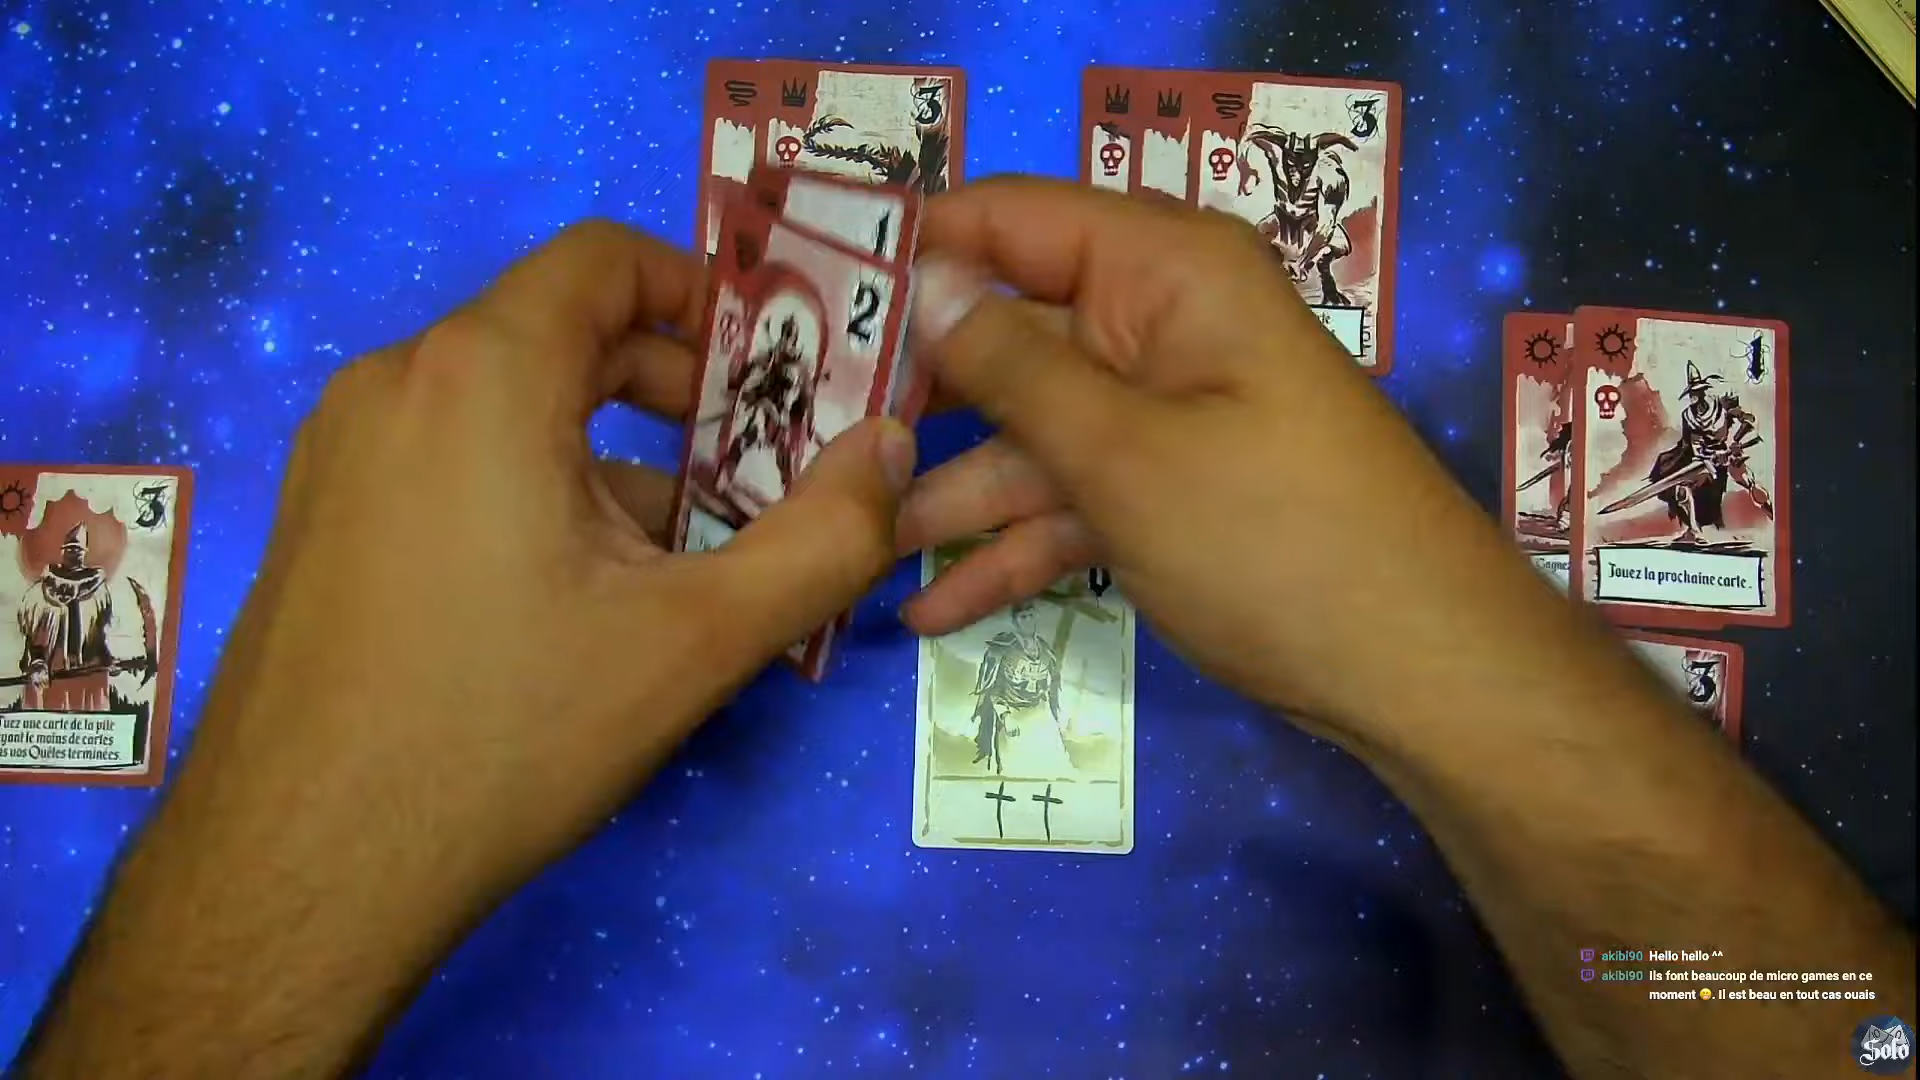 3
3
1
2
1
Jouez la prochaine carte.
Gagnez
3
3
Tuez une carte de la pile
ayant le moins de cartes
vos Quêtes terminées.
akibi90 Hello hello ^^
akibi90 Ils font beaucoup de micro games en ce
moment 😁. Il est beau en tout cas ouais
Solo